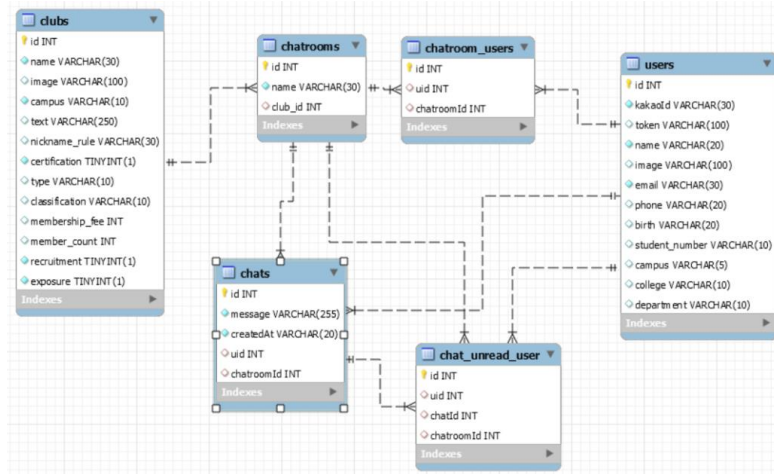 clubs
id INT
name VARCHAR(30)
image VARCHAR(100)
campus VARCHAR(10)
text VARCHAR(250)
nickname_rule VARCHAR(30)
certification TINYINT(1)
type VARCHAR(10)
classification VARCHAR(10)
membership_fee INT
member_count INT
recruitment TINYINT(1)
exposure TINYINT(1)
Indexes
chatrooms
id INT
name VARCHAR(30)
club_id INT
Indexes
chatroom_users
id INT
uid INT
chatroomId INT
Indexes
users
id INT
kakaoId VARCHAR(30)
token VARCHAR(100)
name VARCHAR(20)
image VARCHAR(100)
email VARCHAR(30)
phone VARCHAR(20)
birth VARCHAR(20)
student_number VARCHAR(10)
campus VARCHAR(5)
college VARCHAR(10)
department VARCHAR(10)
Indexes
chats
id INT
message VARCHAR(255)
createdAt VARCHAR(20)
uid INT
chatroomId INT
Indexes
chat_unread_user
id INT
uid INT
chatId INT
chatroomId INT
Indexes